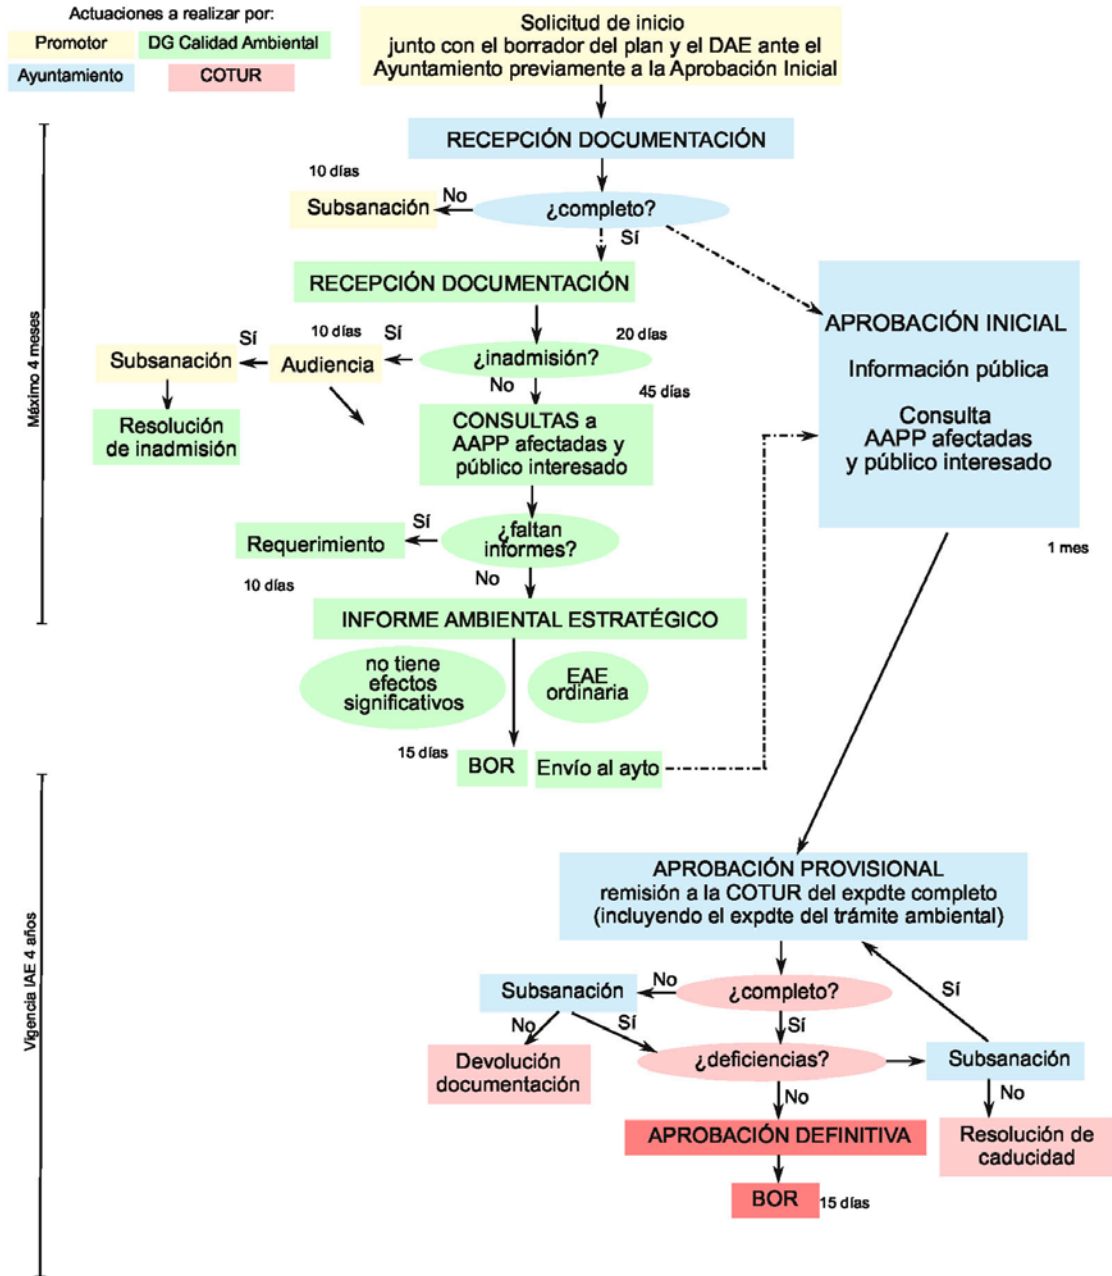 Actuaciones a realizar por:
Promotor
DG Calidad Ambiental
Ayuntamiento
COTUR
Solicitud de inicio
junto con el borrador del plan y el DAE ante el
Ayuntamiento previamente a la Aprobación Inicial
RECEPCIÓN DOCUMENTACIÓN
10 días
Subsanación
No
¿completo?
Sí
RECEPCIÓN DOCUMENTACIÓN
Máximo 4 meses
20 días
¿inadmisión?
Sí
10 días
Audiencia
Sí
Subsanación
Resolución
de inadmisión
No
45 días
CONSULTAS a
AAPP afectadas y
público interesado
¿faltan
informes?
Sí
Requerimiento
10 días
No
INFORME AMBIENTAL ESTRATÉGICO
no tiene
efectos
significativos
EAE
ordinaria
15 días
BOR
Envío al ayto
APROBACIÓN INICIAL
Información pública
Consulta
AAPP afectadas
y público interesado
1 mes
Vigencia IAE 4 años
APROBACIÓN PROVISIONAL
remisión a la COTUR del expdte completo
(incluyendo el expdte del trámite ambiental)
Subsanación
No
¿completo?
Sí
No
Sí
Sí
Devolución
documentación
¿deficiencias?
Subsanación
No
No
APROBACIÓN DEFINITIVA
Resolución de
caducidad
BOR
15 días